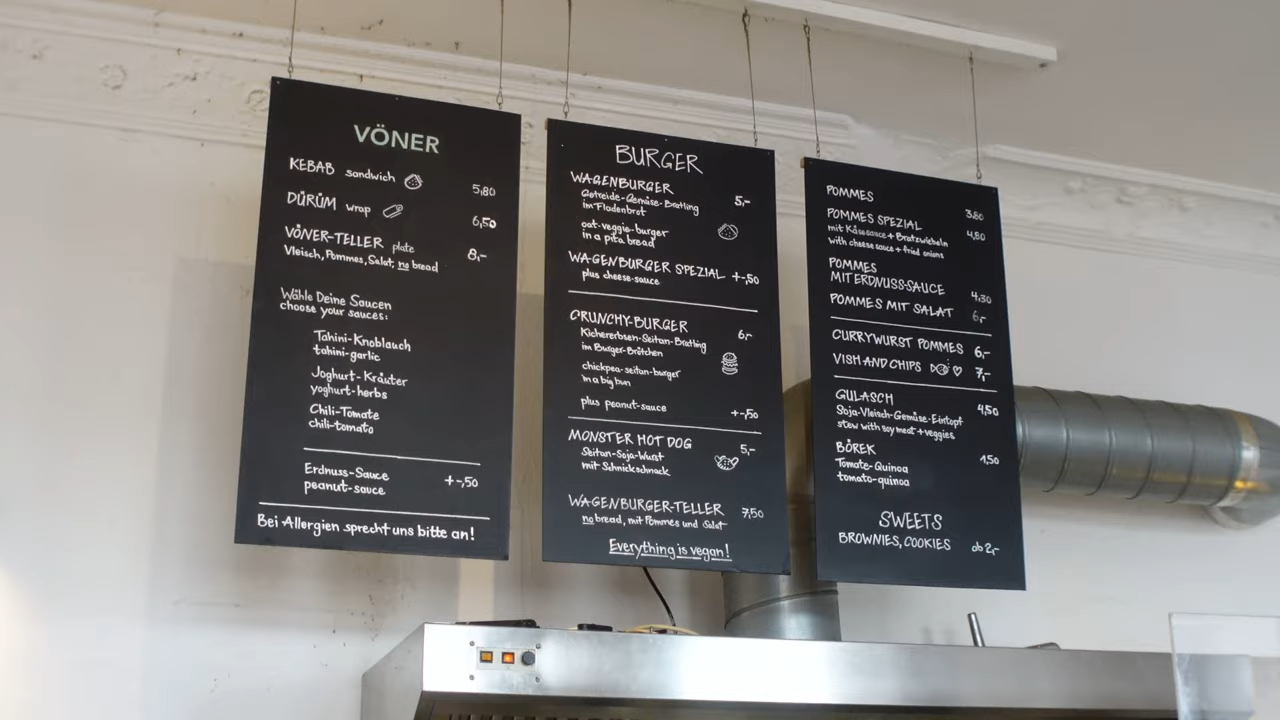 VÖNER
KEBAB sandwich 5,80
DÜRÜM wrap 6,50
VÖNER-TELLER plate 8,-
Vleisch, Pommes, Salat, no bread
Wähle Deine Saucen
choose your sauces:
Tahini-Knoblauch
tahini-garlic
Joghurt-Kräuter
yoghurt-herbs
Chili-Tomate
chili-tomato
Erdnuss-Sauce +-,50
peanut-sauce
Bei Allergien sprecht uns bitte an!
BURGER
WAGENBURGER 5,-
Getreide-Gemüse-Bratling
im Fladenbrot
oat-veggie-burger
in a pita bread
WAGENBURGER SPEZIAL +-,50
plus cheese-sauce
CRUNCHY-BURGER 6,-
Kichererbsen-Seitan-Bratling
im Burger-Brötchen
chickpea-seitan-burger
in a big bun
plus peanut-sauce +-,50
MONSTER HOT DOG 5,-
Seitan-Soja-Wurst
mit Schnickschnack
WAGENBURGER-TELLER 7,50
no bread, mit Pommes und Salat
Everything is vegan!
POMMES 3,80
POMMES SPEZIAL 4,80
mit Käsesauce + Bratzwiebeln
with cheese sauce + fried onions
POMMES
MIT ERDNUSS-SAUCE 4,30
POMMES MIT SALAT 6,-
CURRYWURST POMMES 6,-
VISH AND CHIPS 7,-
GULASCH 4,50
Soja-Vleisch-Gemüse-Eintopf
stew with soy meat + veggies
BÖREK 1,50
Tomate-Quinoa
tomato-quinoa
SWEETS
BROWNIES, COOKIES ab 2,-